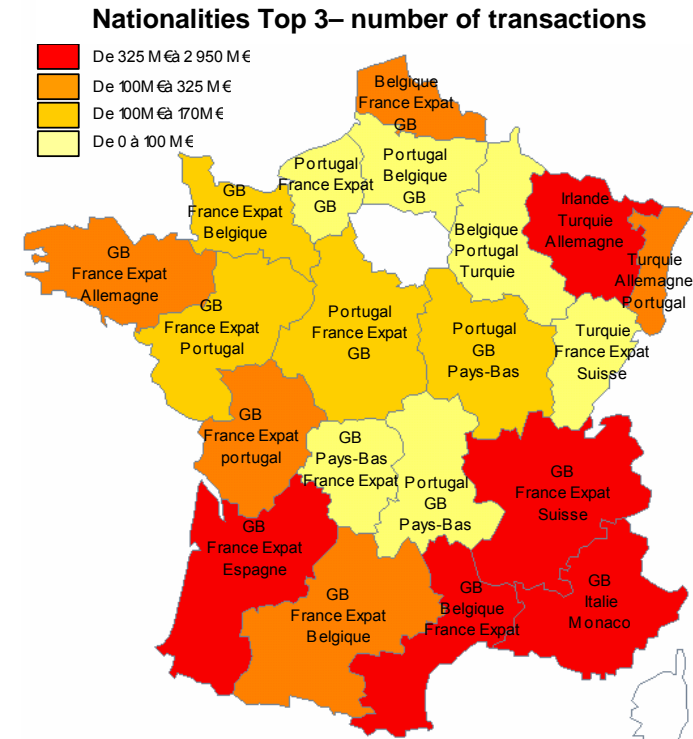 Nationalities Top 3– number of transactions
De 325 M€à 2 950 M€
De 100M€à 325 M€
De 100M€à 170M€
De 0 à 100 M€
Belgique
France Expat
GB
Portugal
France Expat
GB
Portugal
Belgique
GB
GB
France Expat
Belgique
Belgique
Portugal
Turquie
Irlande
Turquie
Allemagne
Turquie
Allemagne
Portugal
GB
France Expat
Allemagne
GB
France Expat
Portugal
Portugal
France Expat
GB
Portugal
GB
Pays-Bas
Turquie
France Expat
Suisse
GB
France Expat
portugal
GB
Pays-Bas
France Expat
Portugal
GB
Pays-Bas
GB
France Expat
Suisse
GB
France Expat
Espagne
GB
France Expat
Belgique
GB
Belgique
France Expat
GB
Italie
Monaco